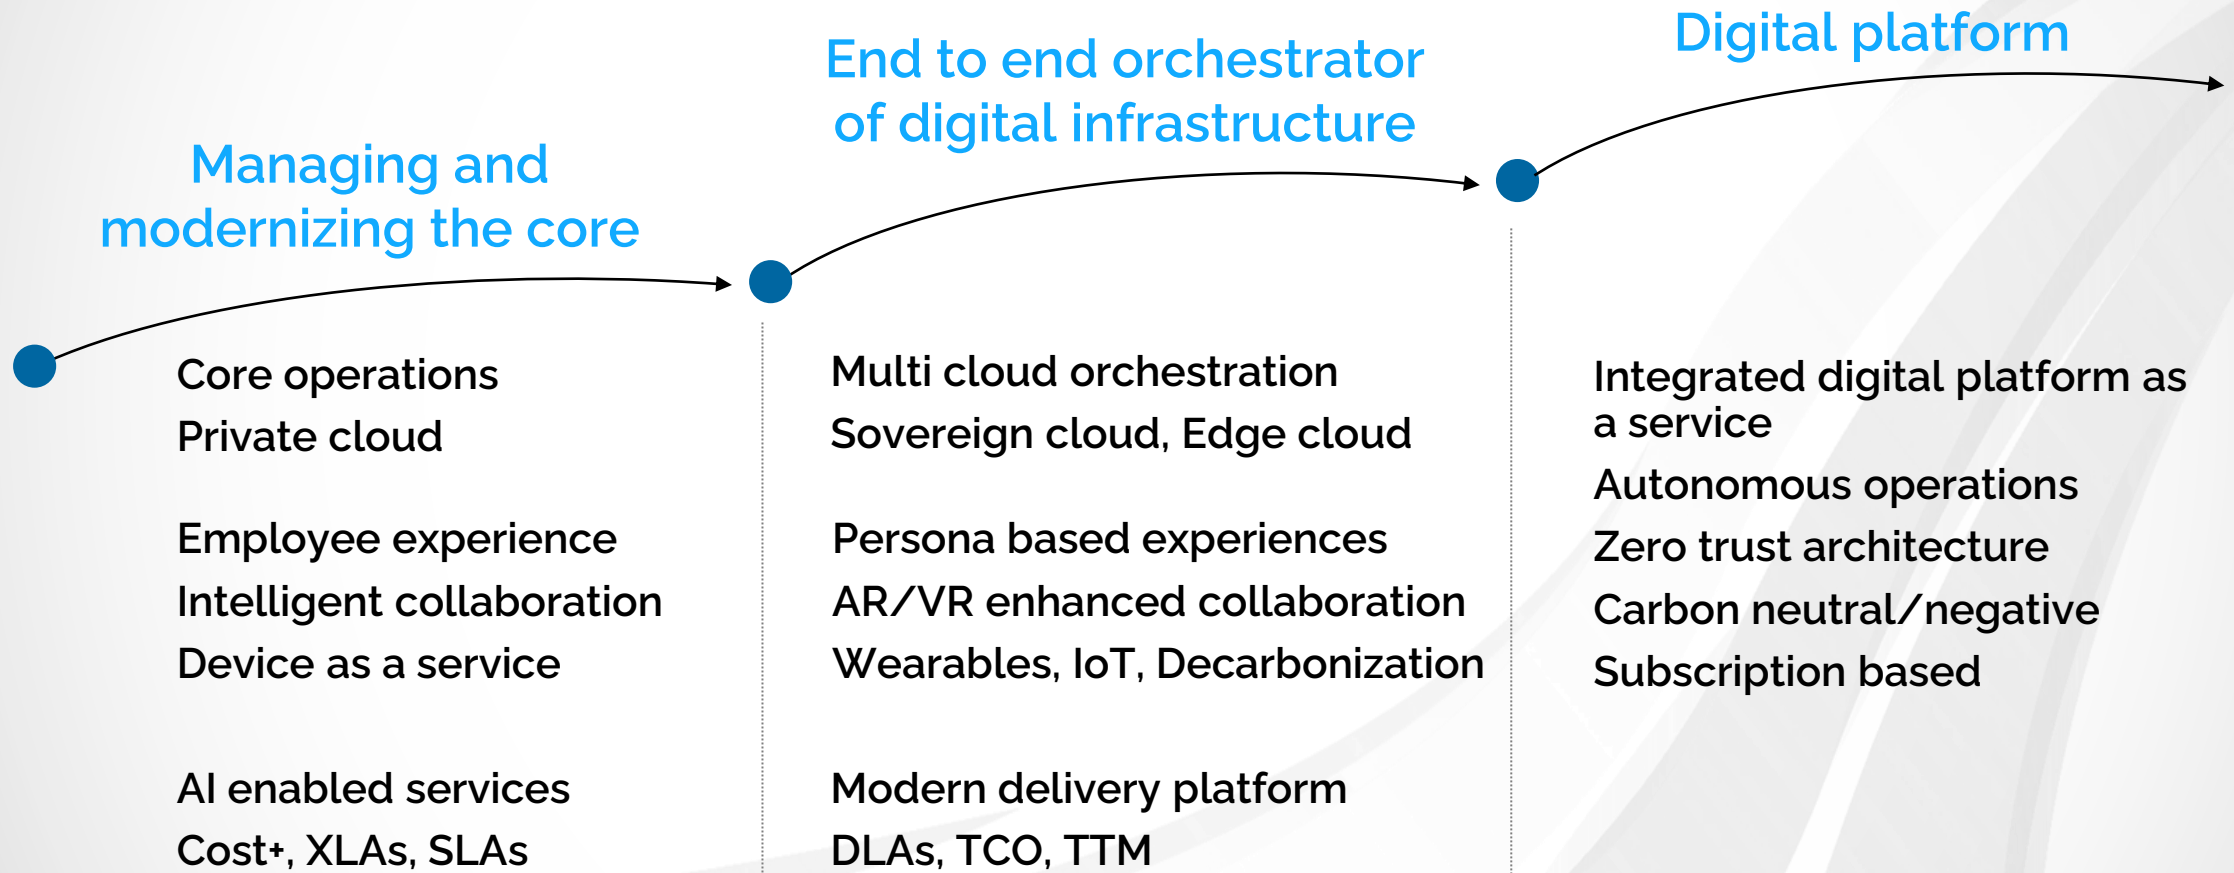 Managing and
modernizing the core
Core operations
Private cloud
Employee experience
Intelligent collaboration
Device as a service
AI enabled services
Cost+, XLAs, SLAs
End to end orchestrator
of digital infrastructure
Multi cloud orchestration
Sovereign cloud, Edge cloud
Persona based experiences
AR/VR enhanced collaboration
Wearables, IoT, Decarbonization
Modern delivery platform
DLAs, TCO, TTM
Digital platform
Integrated digital platform as
a service
Autonomous operations
Zero trust architecture
Carbon neutral/negative
Subscription based